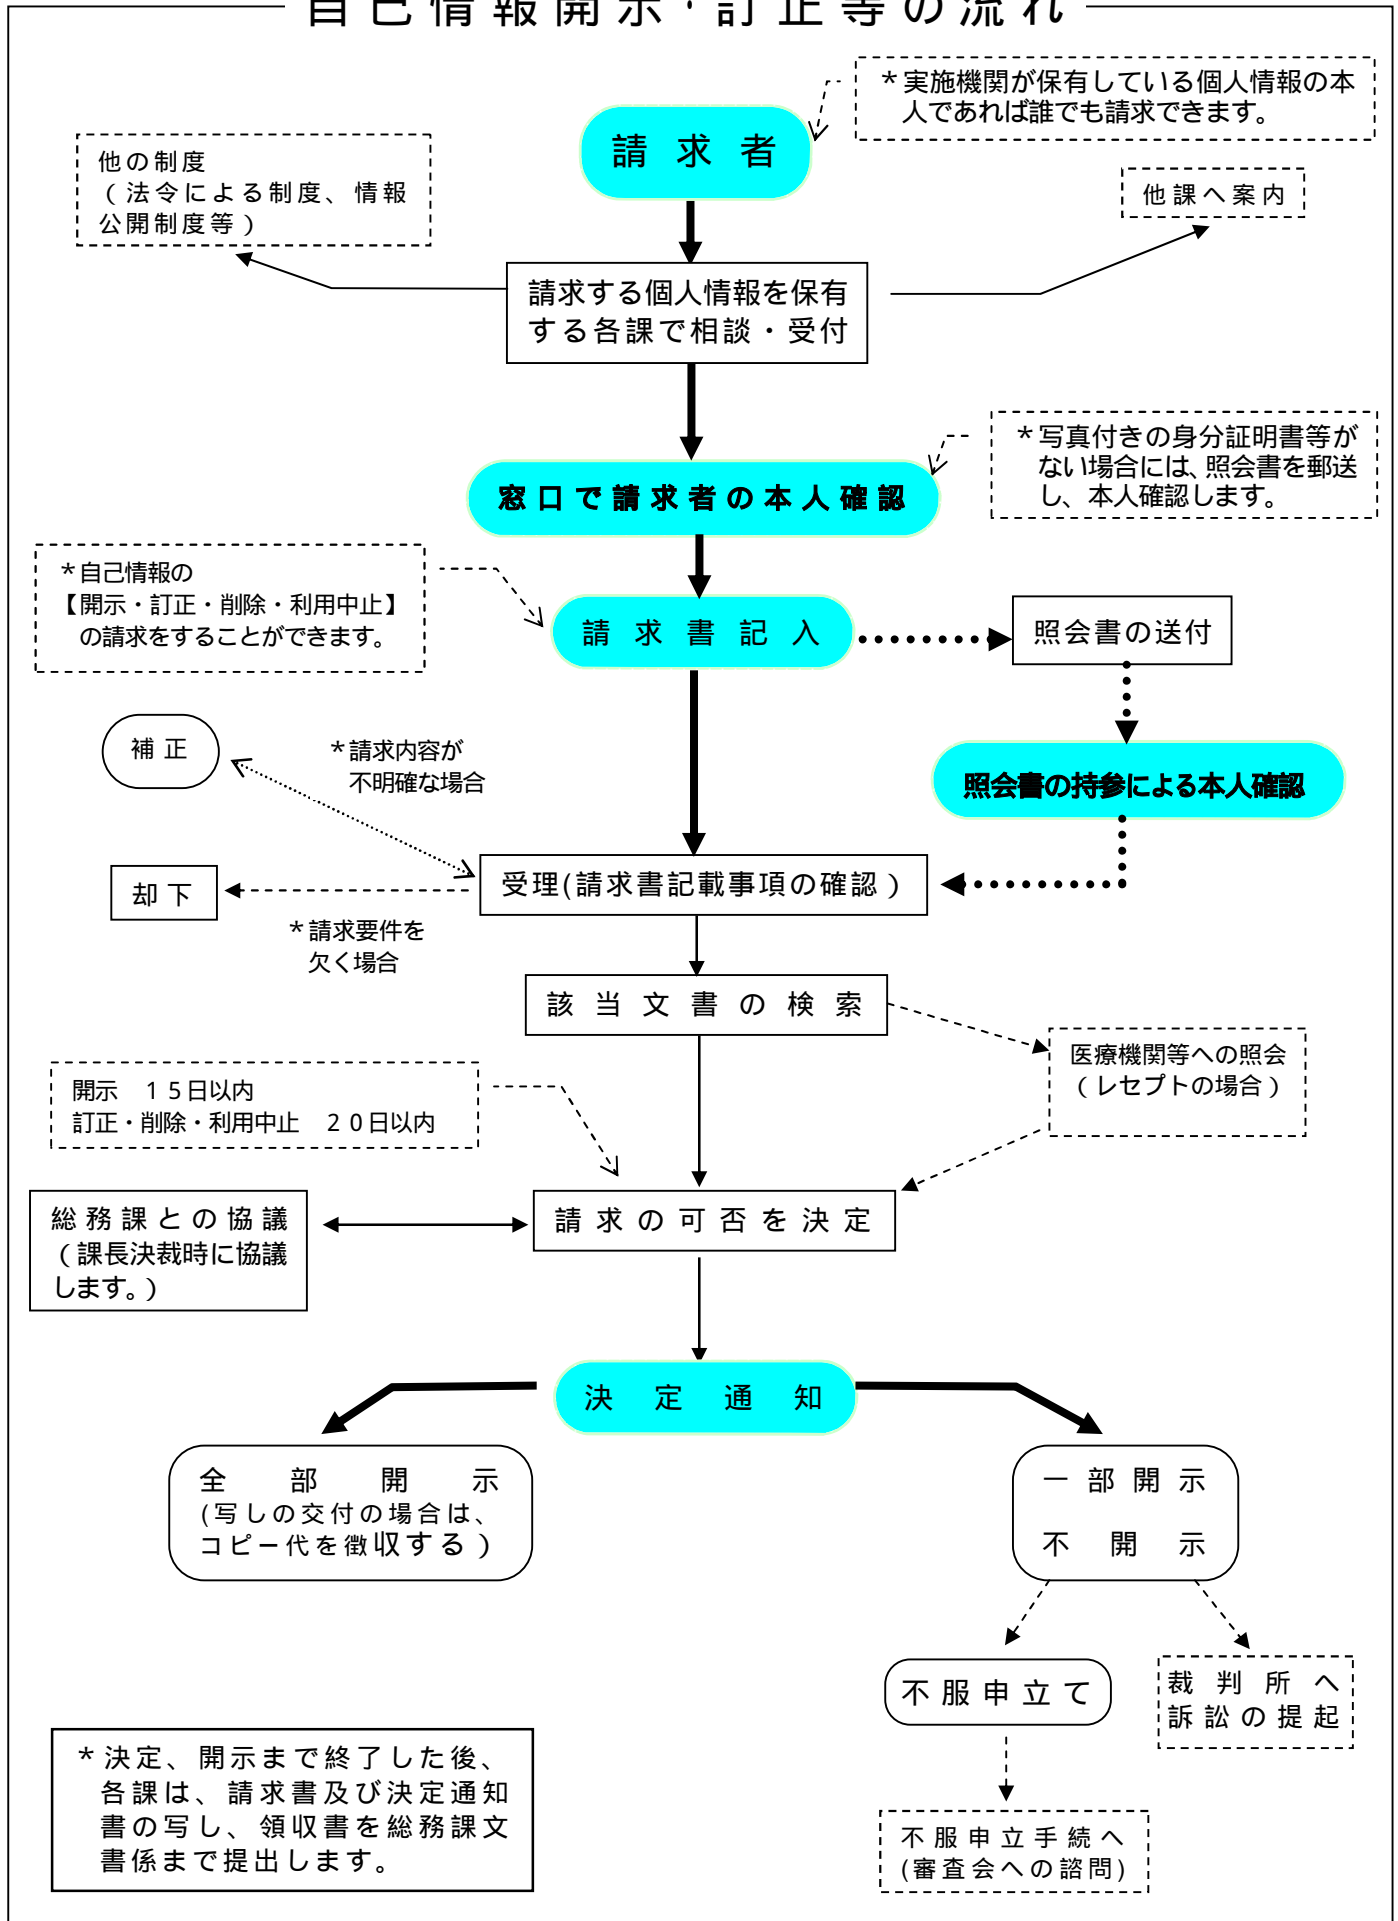 自己情報開示・訂正等の流れ
＊実施機関が保有している個人情報の本
人であれば誰でも請求できます。
請求者
他の制度
（法令による制度、情報
公開制度等）
他課へ案内
請求する個人情報を保有
する各課で相談・受付
＊写真付きの身分証明書等が
ない場合には、照会書を郵送
し、本人確認します。
窓口で請求者の本人確認
＊自己情報の
【開示・訂正・削除・利用中止】
の請求をすることができます。
請求書記入
照会書の送付
補正
＊請求内容が
不明確な場合
照会書の持参による本人確認
受理(請求書記載事項の確認）
却下
＊請求要件を
欠く場合
該当文書の検索
医療機関等への照会
（レセプトの場合）
開示　１５日以内
訂正・削除・利用中止　２０日以内
総務課との協議
（課長決裁時に協議
します。）
請求の可否を決定
決定通知
全部開示
(写しの交付の場合は、
コピー代を徴収する）
一部開示
不開示
不服申立て
裁判所へ
訴訟の提起
＊決定、開示まで終了した後、
各課は、請求書及び決定通知
書の写し、領収書を総務課文
書係まで提出します。
不服申立手続へ
(審査会への諮問)